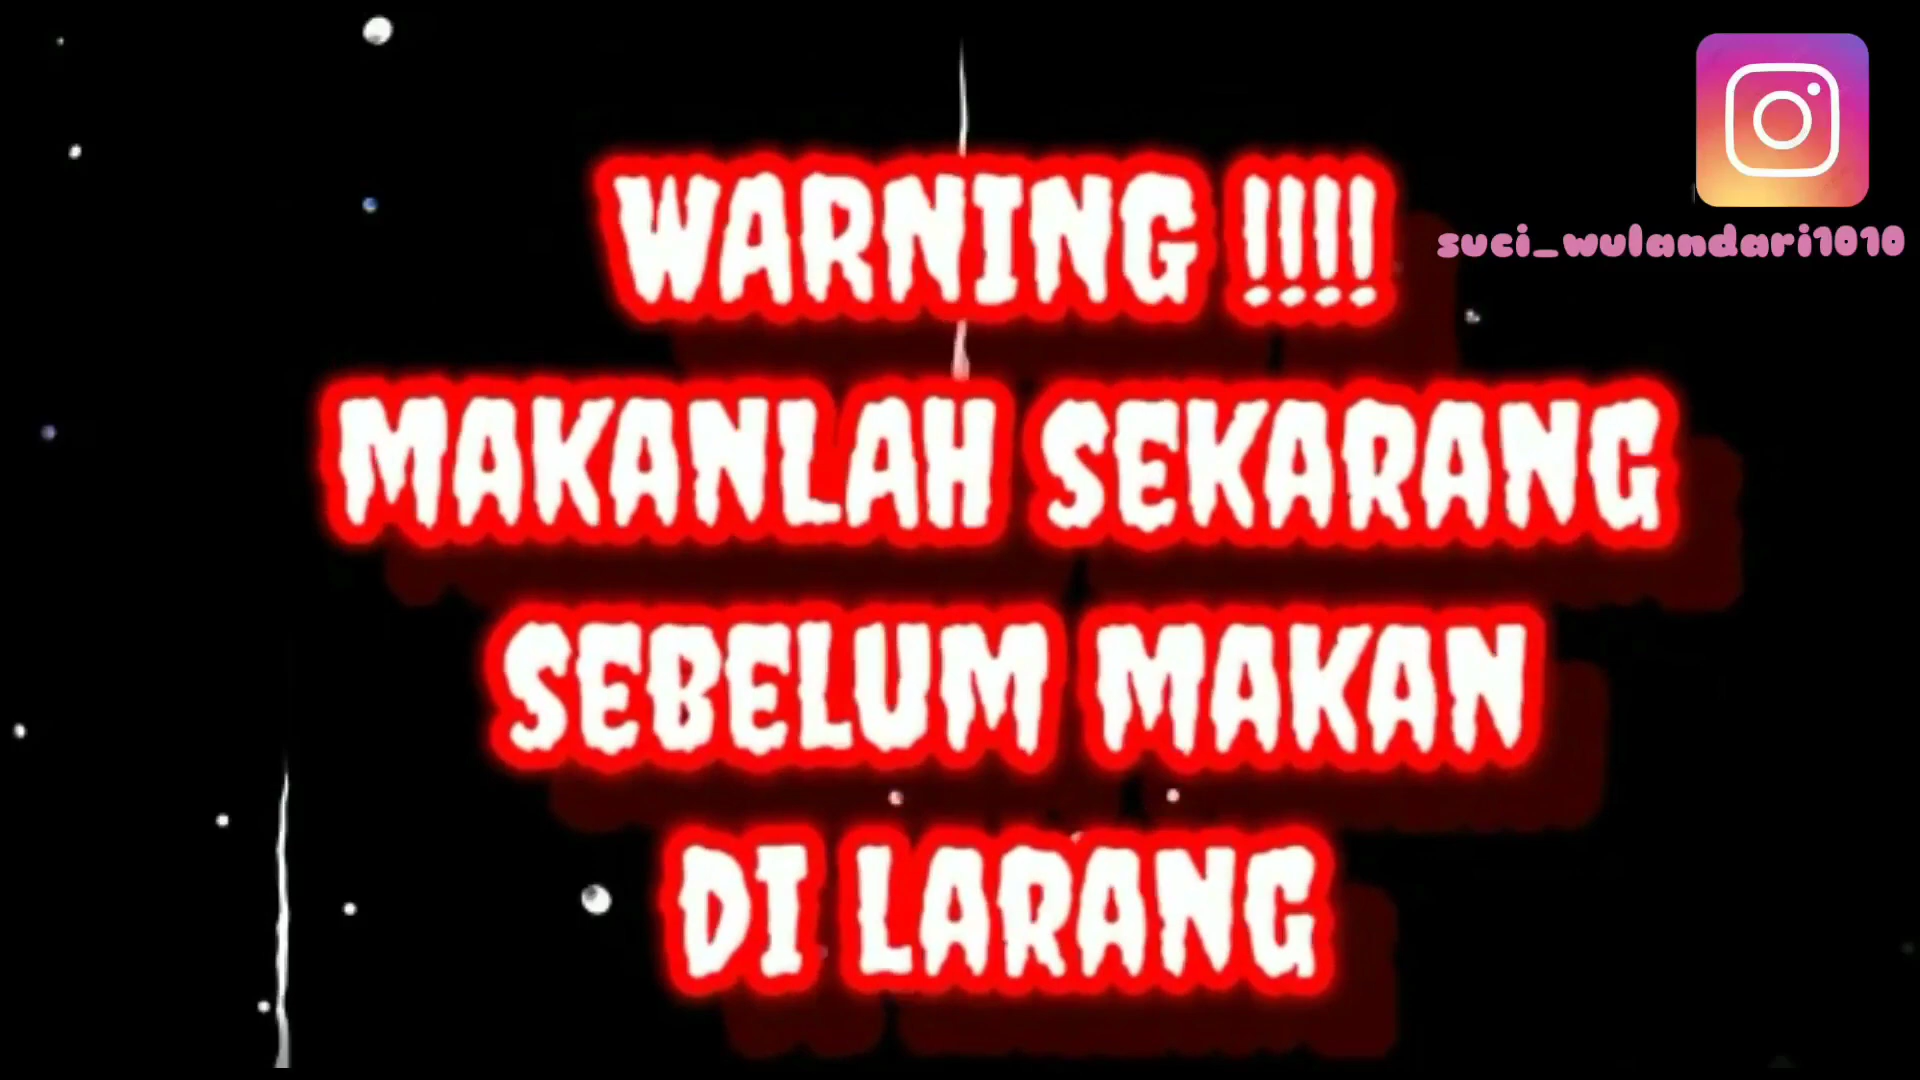 WARNING !!!!
suci_wulandari1010
MAKANLAH SEKARANG
SEBELUM MAKAN
DI LARANG